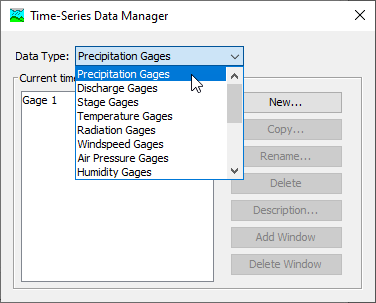 Time-Series Data Manager
Data Type: Precipitation Gages
Current tim
Precipitation Gages
Discharge Gages
Stage Gages
Temperature Gages
Radiation Gages
Windspeed Gages
Air Pressure Gages
Humidity Gages
Gage 1
New...
Copy...
Rename...
Delete
Description...
Add Window
Delete Window